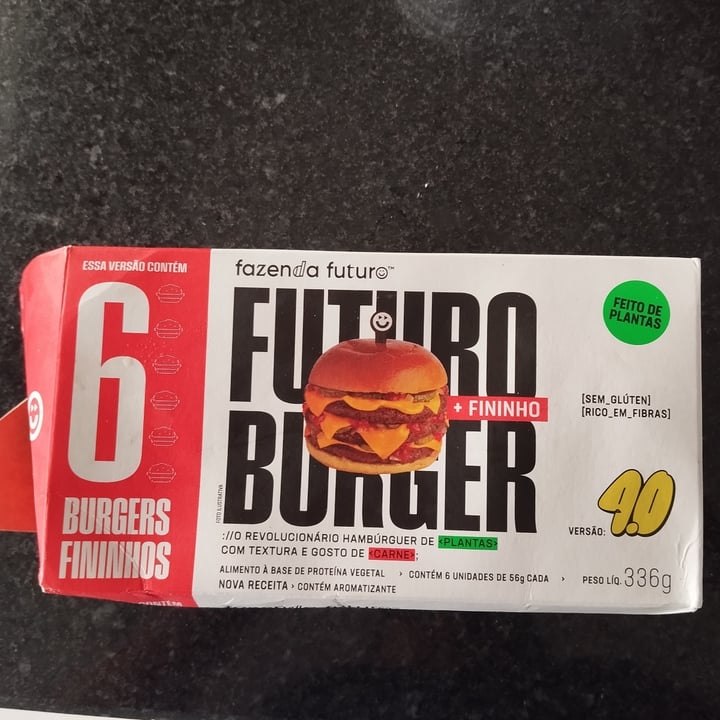 ESSA VERSÃO CONTÉM
6
BURGERS
FININHOS
fazenda futuro™
FUTURO
+ FININHO
BURGER
FEITO DE
PLANTAS
[SEM_GLÚTEN]
[RICO_EM_FIBRAS]
VERSÃO: 4.0
FOTO ILUSTRATIVA
://O REVOLUCIONÁRIO HAMBÚRGUER DE <PLANTAS>
COM TEXTURA E GOSTO DE <CARNE>;
ALIMENTO À BASE DE PROTEÍNA VEGETAL › CONTÉM 6 UNIDADES DE 56g CADA › PESO LÍQ. 336g
NOVA RECEITA › CONTÉM AROMATIZANTE